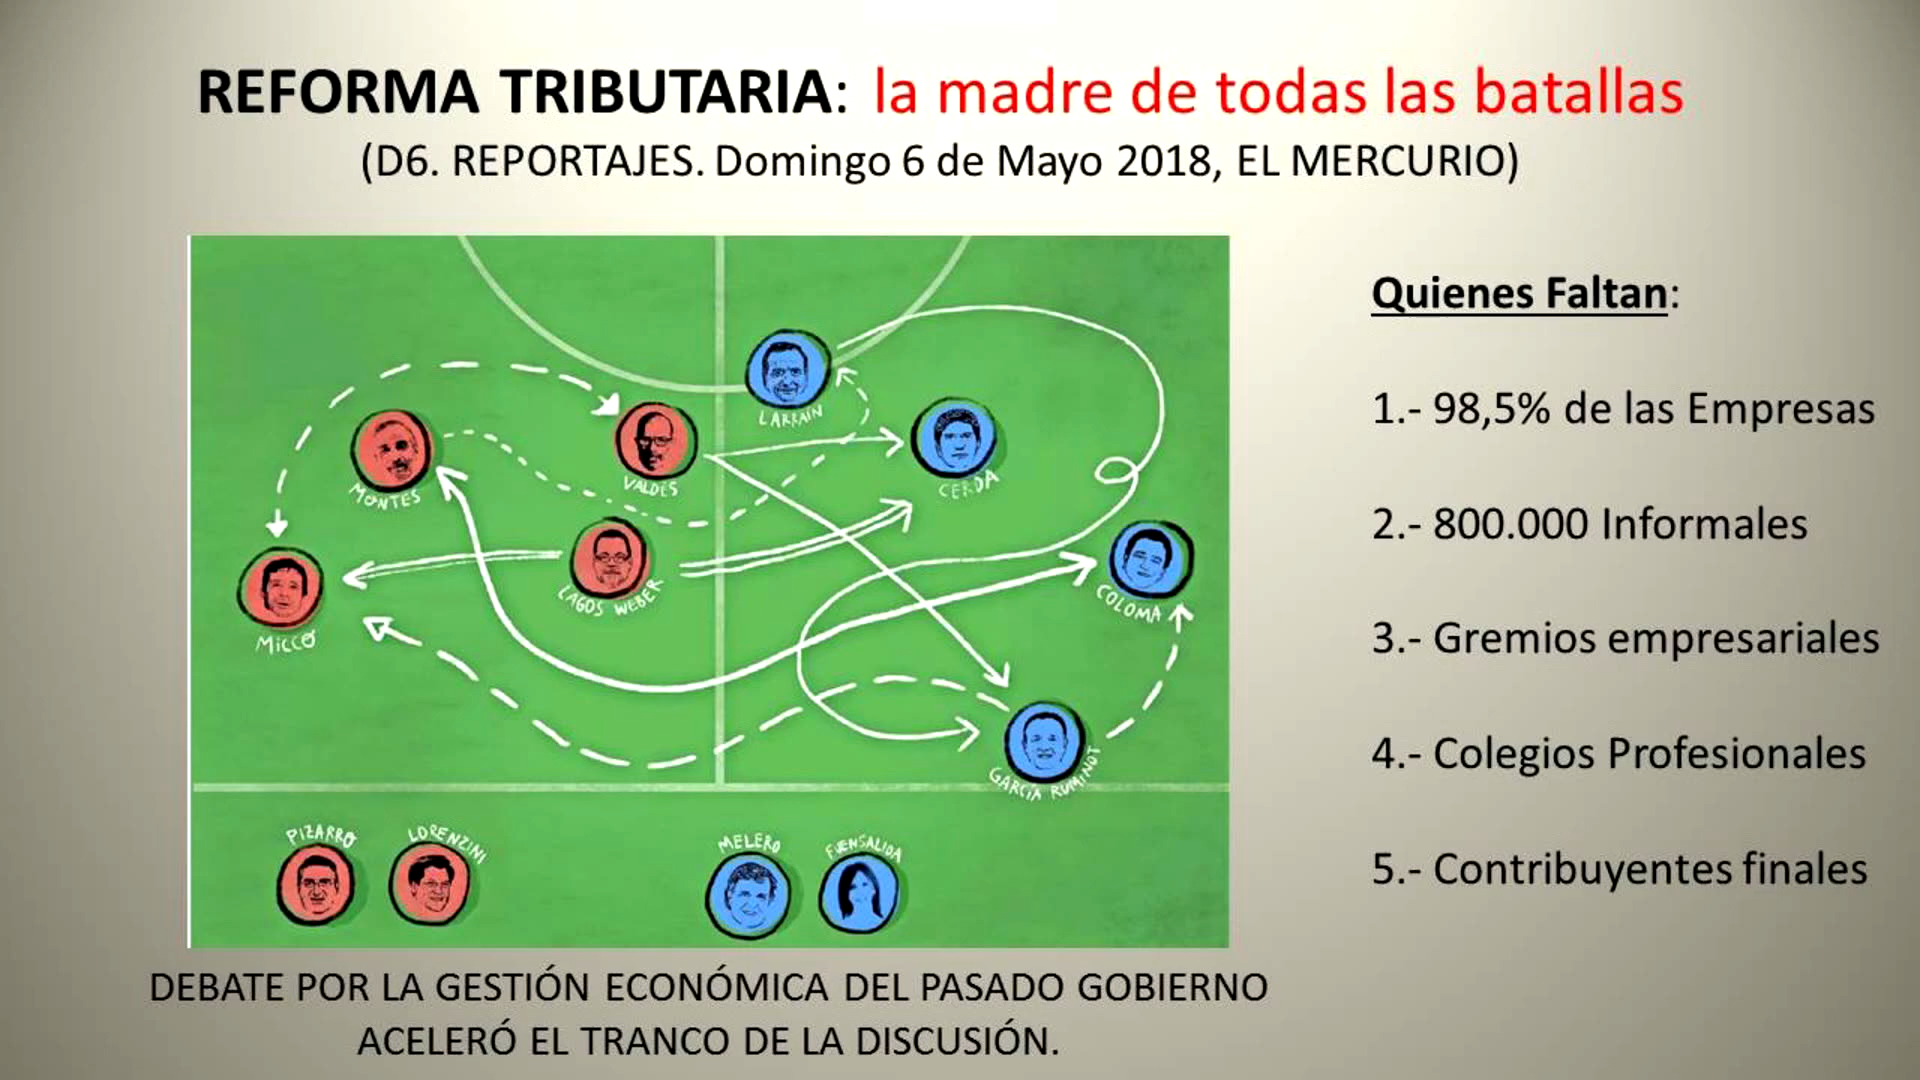 REFORMA TRIBUTARIA: la madre de todas las batallas
(D6. REPORTAJES. Domingo 6 de Mayo 2018, EL MERCURIO)
LARRAÍN
MONTES
VALDÉS
CERDA
LAGOS WEBER
COLOMA
MICCO
GARCÍA RUMINOT
PIZARRO
LORENZINI
MELERO
FUENSALIDA
Quienes Faltan:
1.- 98,5% de las Empresas
2.- 800.000 Informales
3.- Gremios empresariales
4.- Colegios Profesionales
5.- Contribuyentes finales
DEBATE POR LA GESTIÓN ECONÓMICA DEL PASADO GOBIERNO
ACELERÓ EL TRANCO DE LA DISCUSIÓN.